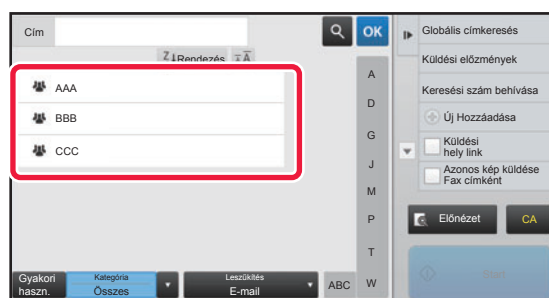 Cím
OK
Rendezés
AAA
BBB
CCC
A
D
G
J
M
P
T
W
ABC
Gyakori
haszn.
Kategória
Összes
Leszűkítés
E-mail
Globális címkeresés
Küldési előzmények
Keresési szám behívása
Új Hozzáadása
Küldési
hely link
Azonos kép küldése
Fax címként
Előnézet
CA
Start